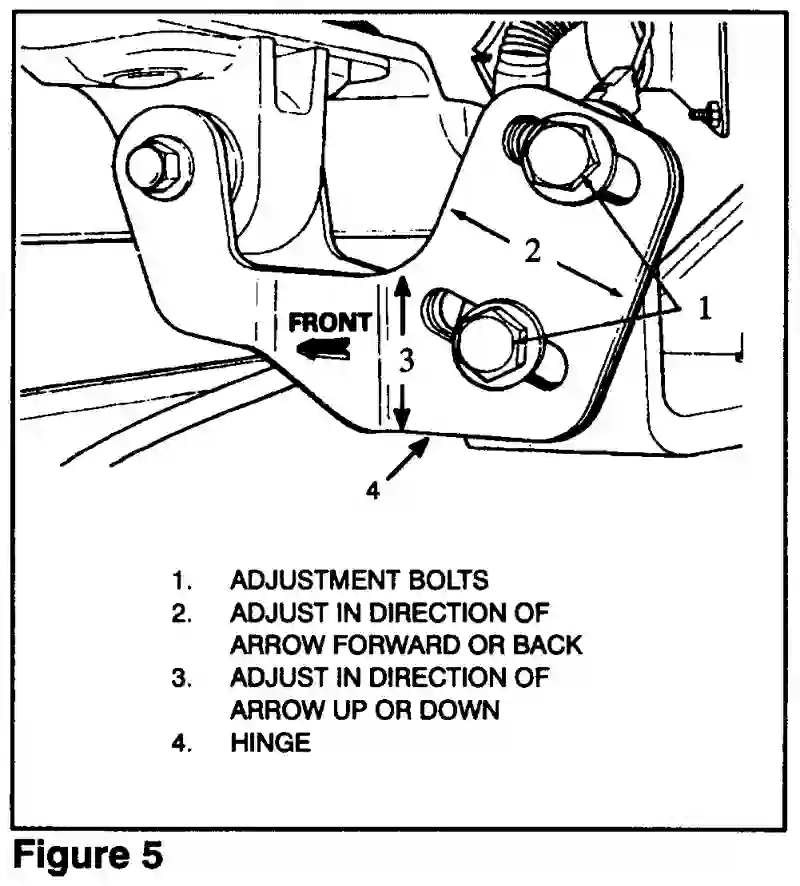 2
1
FRONT
3
4
1. ADJUSTMENT BOLTS
2. ADJUST IN DIRECTION OF
ARROW FORWARD OR BACK
3. ADJUST IN DIRECTION OF
ARROW UP OR DOWN
4. HINGE
Figure 5